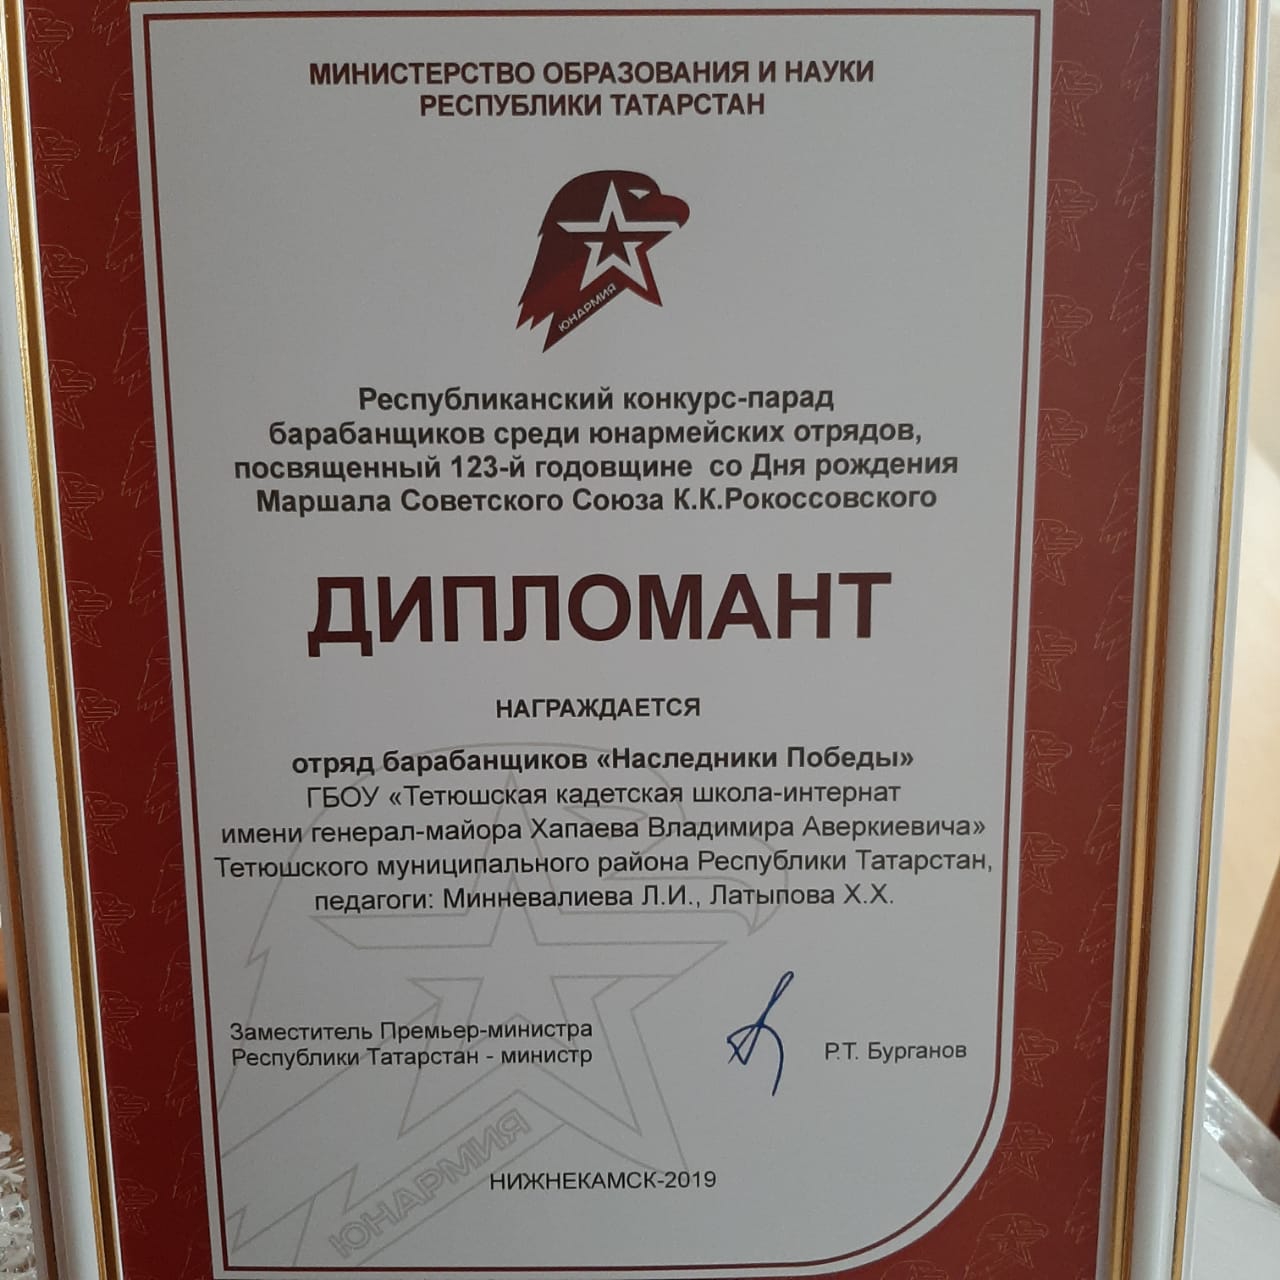 МИНИСТЕРСТВО ОБРАЗОВАНИЯ И НАУКИ
РЕСПУБЛИКИ ТАТАРСТАН
ЮНАРМИЯ
Республиканский конкурс-парад
барабанщиков среди юнармейских отрядов,
посвященный 123-й годовщине со Дня рождения
Маршала Советского Союза К.К.Рокоссовского
ДИПЛОМАНТ
НАГРАЖДАЕТСЯ
отряд барабанщиков «Наследники Победы»
ГБОУ «Тетюшская кадетская школа-интернат
имени генерал-майора Хапаева Владимира Аверкиевича»
Тетюшского муниципального района Республики Татарстан,
педагоги: Минневалиева Л.И., Латыпова Х.Х.
Заместитель Премьер-министра
Республики Татарстан - министр
Р.Т. Бурганов
ЮНАРМИЯ
НИЖНЕКАМСК-2019